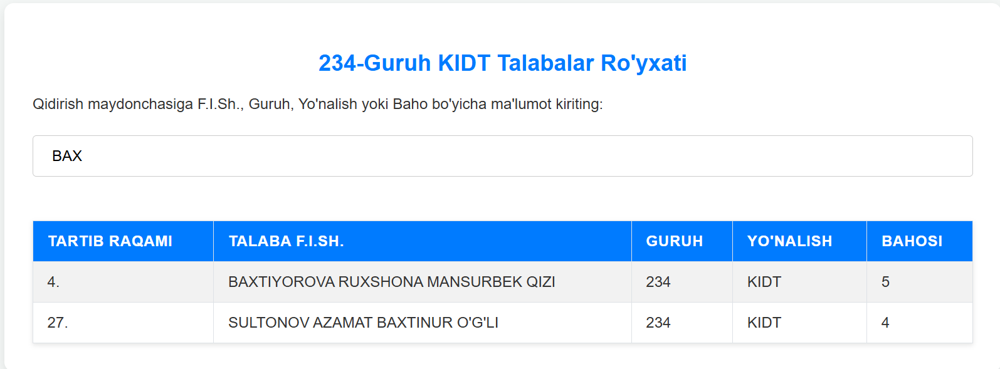 234-Guruh KIDT Talabalar Ro'yxati
Qidirish maydonchasiga F.I.Sh., Guruh, Yo'nalish yoki Baho bo'yicha ma'lumot kiriting:
BAX
TARTIB RAQAMI TALABA F.I.SH. GURUH YO'NALISH BAHOSI
4. BAXTIYOROVA RUXSHONA MANSURBEK QIZI 234 KIDT 5
27. SULTONOV AZAMAT BAXTINUR O'G'LI 234 KIDT 4